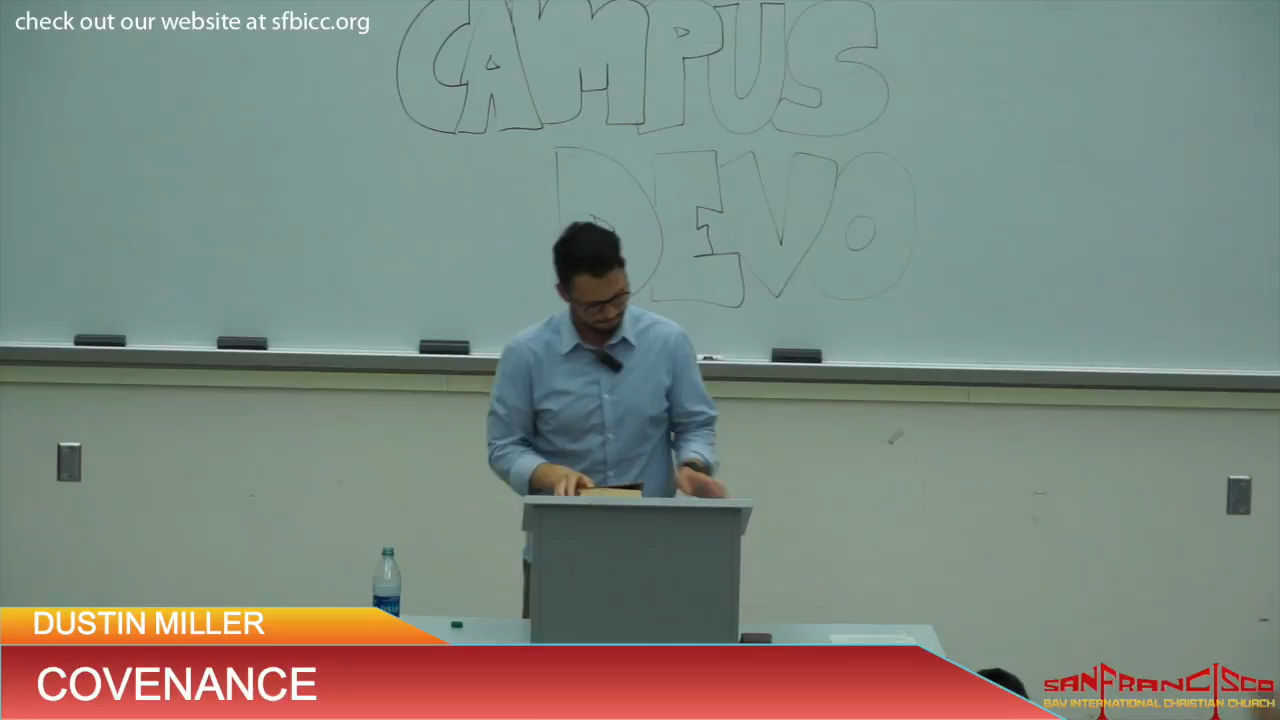 check out our website at sfbicc.org
CAMPUS
DEVO
DUSTIN MILLER
COVENANCE
SANFRANCISCO
BAY INTERNATIONAL CHRISTIAN CHURCH